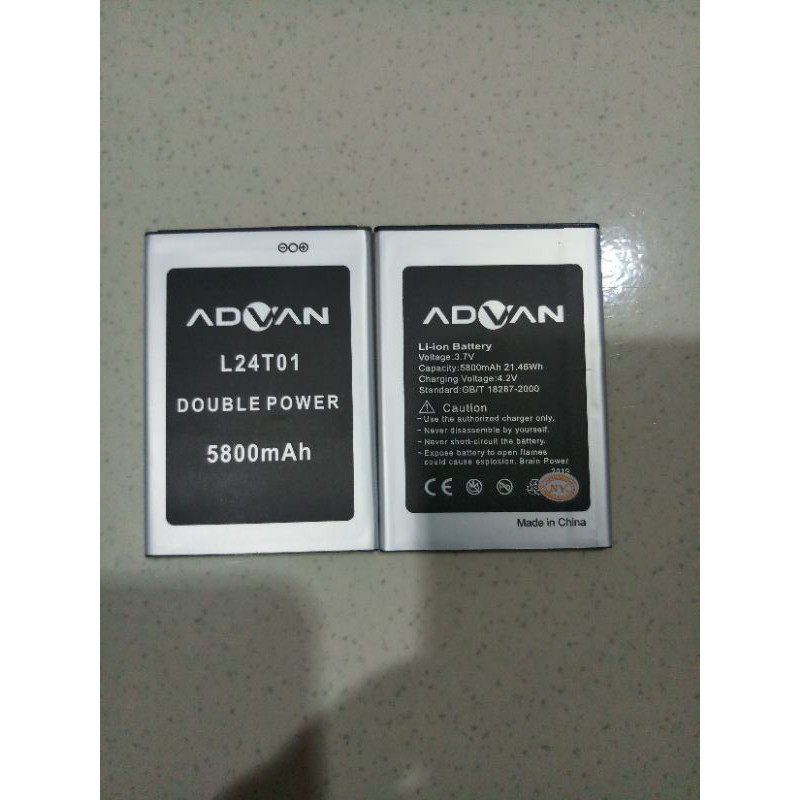 ADVAN
L24T01
DOUBLE POWER
5800mAh
ADVAN
Li-ion Battery
Voltage:3.7V
Capacity:5800mAh 21.46Wh
Charging Voltage:4.2V
Standard:GB/T 18287-2000
Caution
- Use the authorized charger only.
- Never disassemble by yourself.
- Never short-circuit the battery.
- Expose battery to open flames
could cause explosion. Brain Power
CE
NY
Made in China